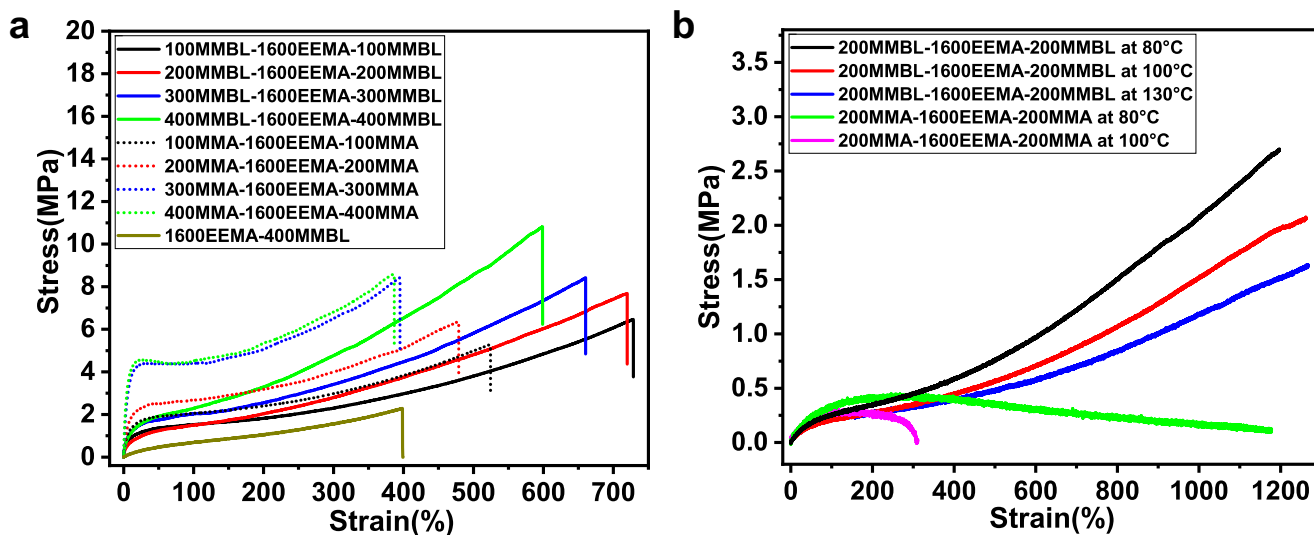 a
Stress(MPa)
20
18
16
14
12
10
8
6
4
2
0
100MMBL-1600EEMA-100MMBL
200MMBL-1600EEMA-200MMBL
300MMBL-1600EEMA-300MMBL
400MMBL-1600EEMA-400MMBL
100MMA-1600EEMA-100MMA
200MMA-1600EEMA-200MMA
300MMA-1600EEMA-300MMA
400MMA-1600EEMA-400MMA
1600EEMA-400MMBL
0 100 200 300 400 500 600 700
Strain(%)
b
Stress(MPa)
3.5
3.0
2.5
2.0
1.5
1.0
0.5
0.0
200MMBL-1600EEMA-200MMBL at 80°C
200MMBL-1600EEMA-200MMBL at 100°C
200MMBL-1600EEMA-200MMBL at 130°C
200MMA-1600EEMA-200MMA at 80°C
200MMA-1600EEMA-200MMA at 100°C
0 200 400 600 800 1000 1200
Strain(%)